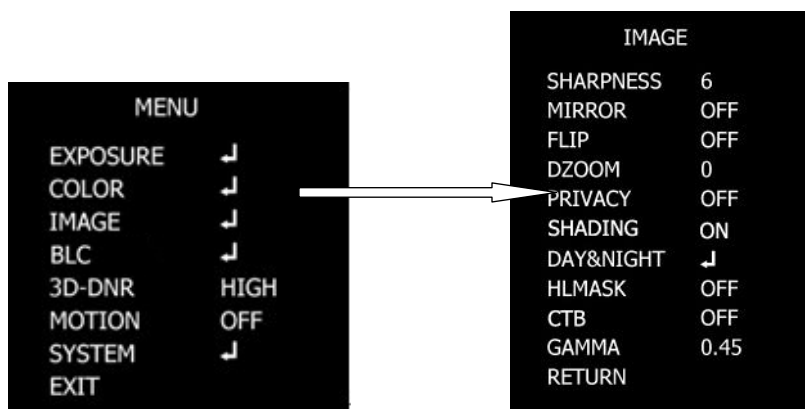 MENU
EXPOSURE ↲
COLOR ↲
IMAGE ↲
BLC ↲
3D-DNR HIGH
MOTION OFF
SYSTEM ↲
EXIT
IMAGE
SHARPNESS 6
MIRROR OFF
FLIP OFF
DZOOM 0
PRIVACY OFF
SHADING ON
DAY&NIGHT ↲
HLMASK OFF
CTB OFF
GAMMA 0.45
RETURN